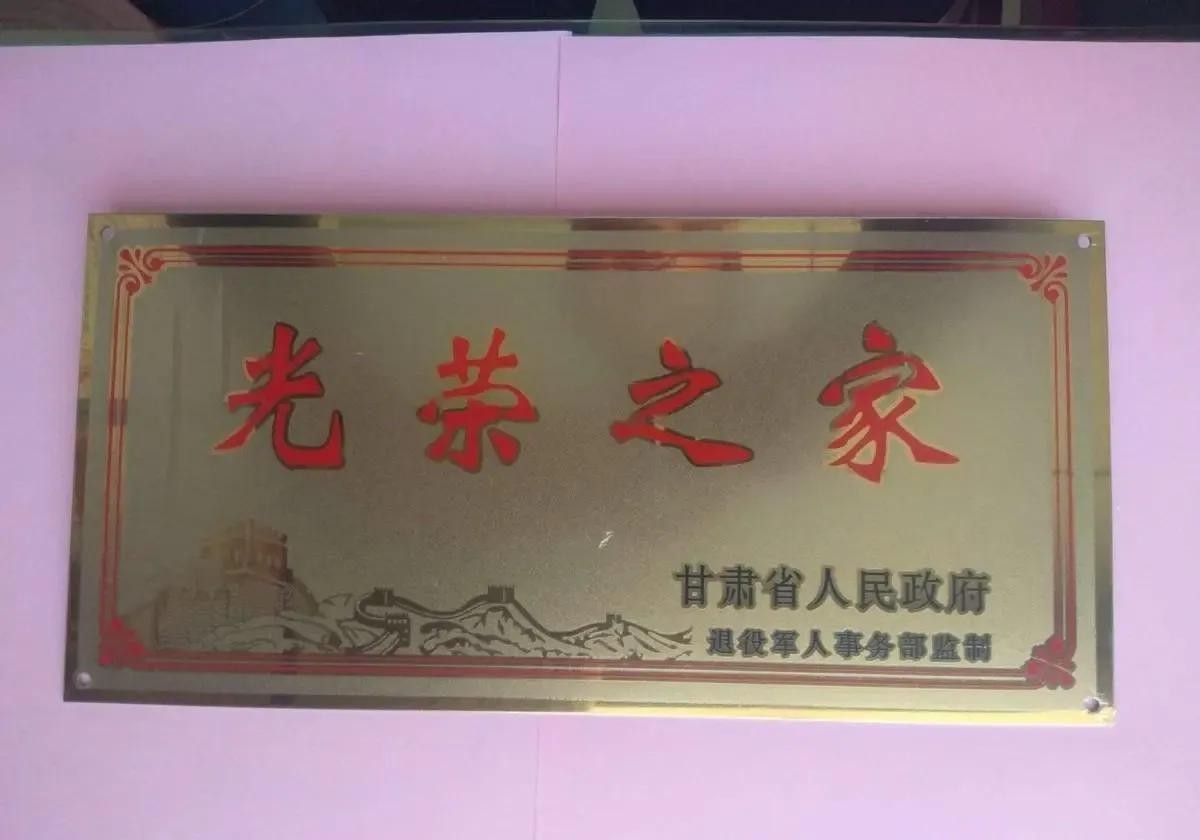 光荣之家
甘肃省人民政府
退役军人事务部监制